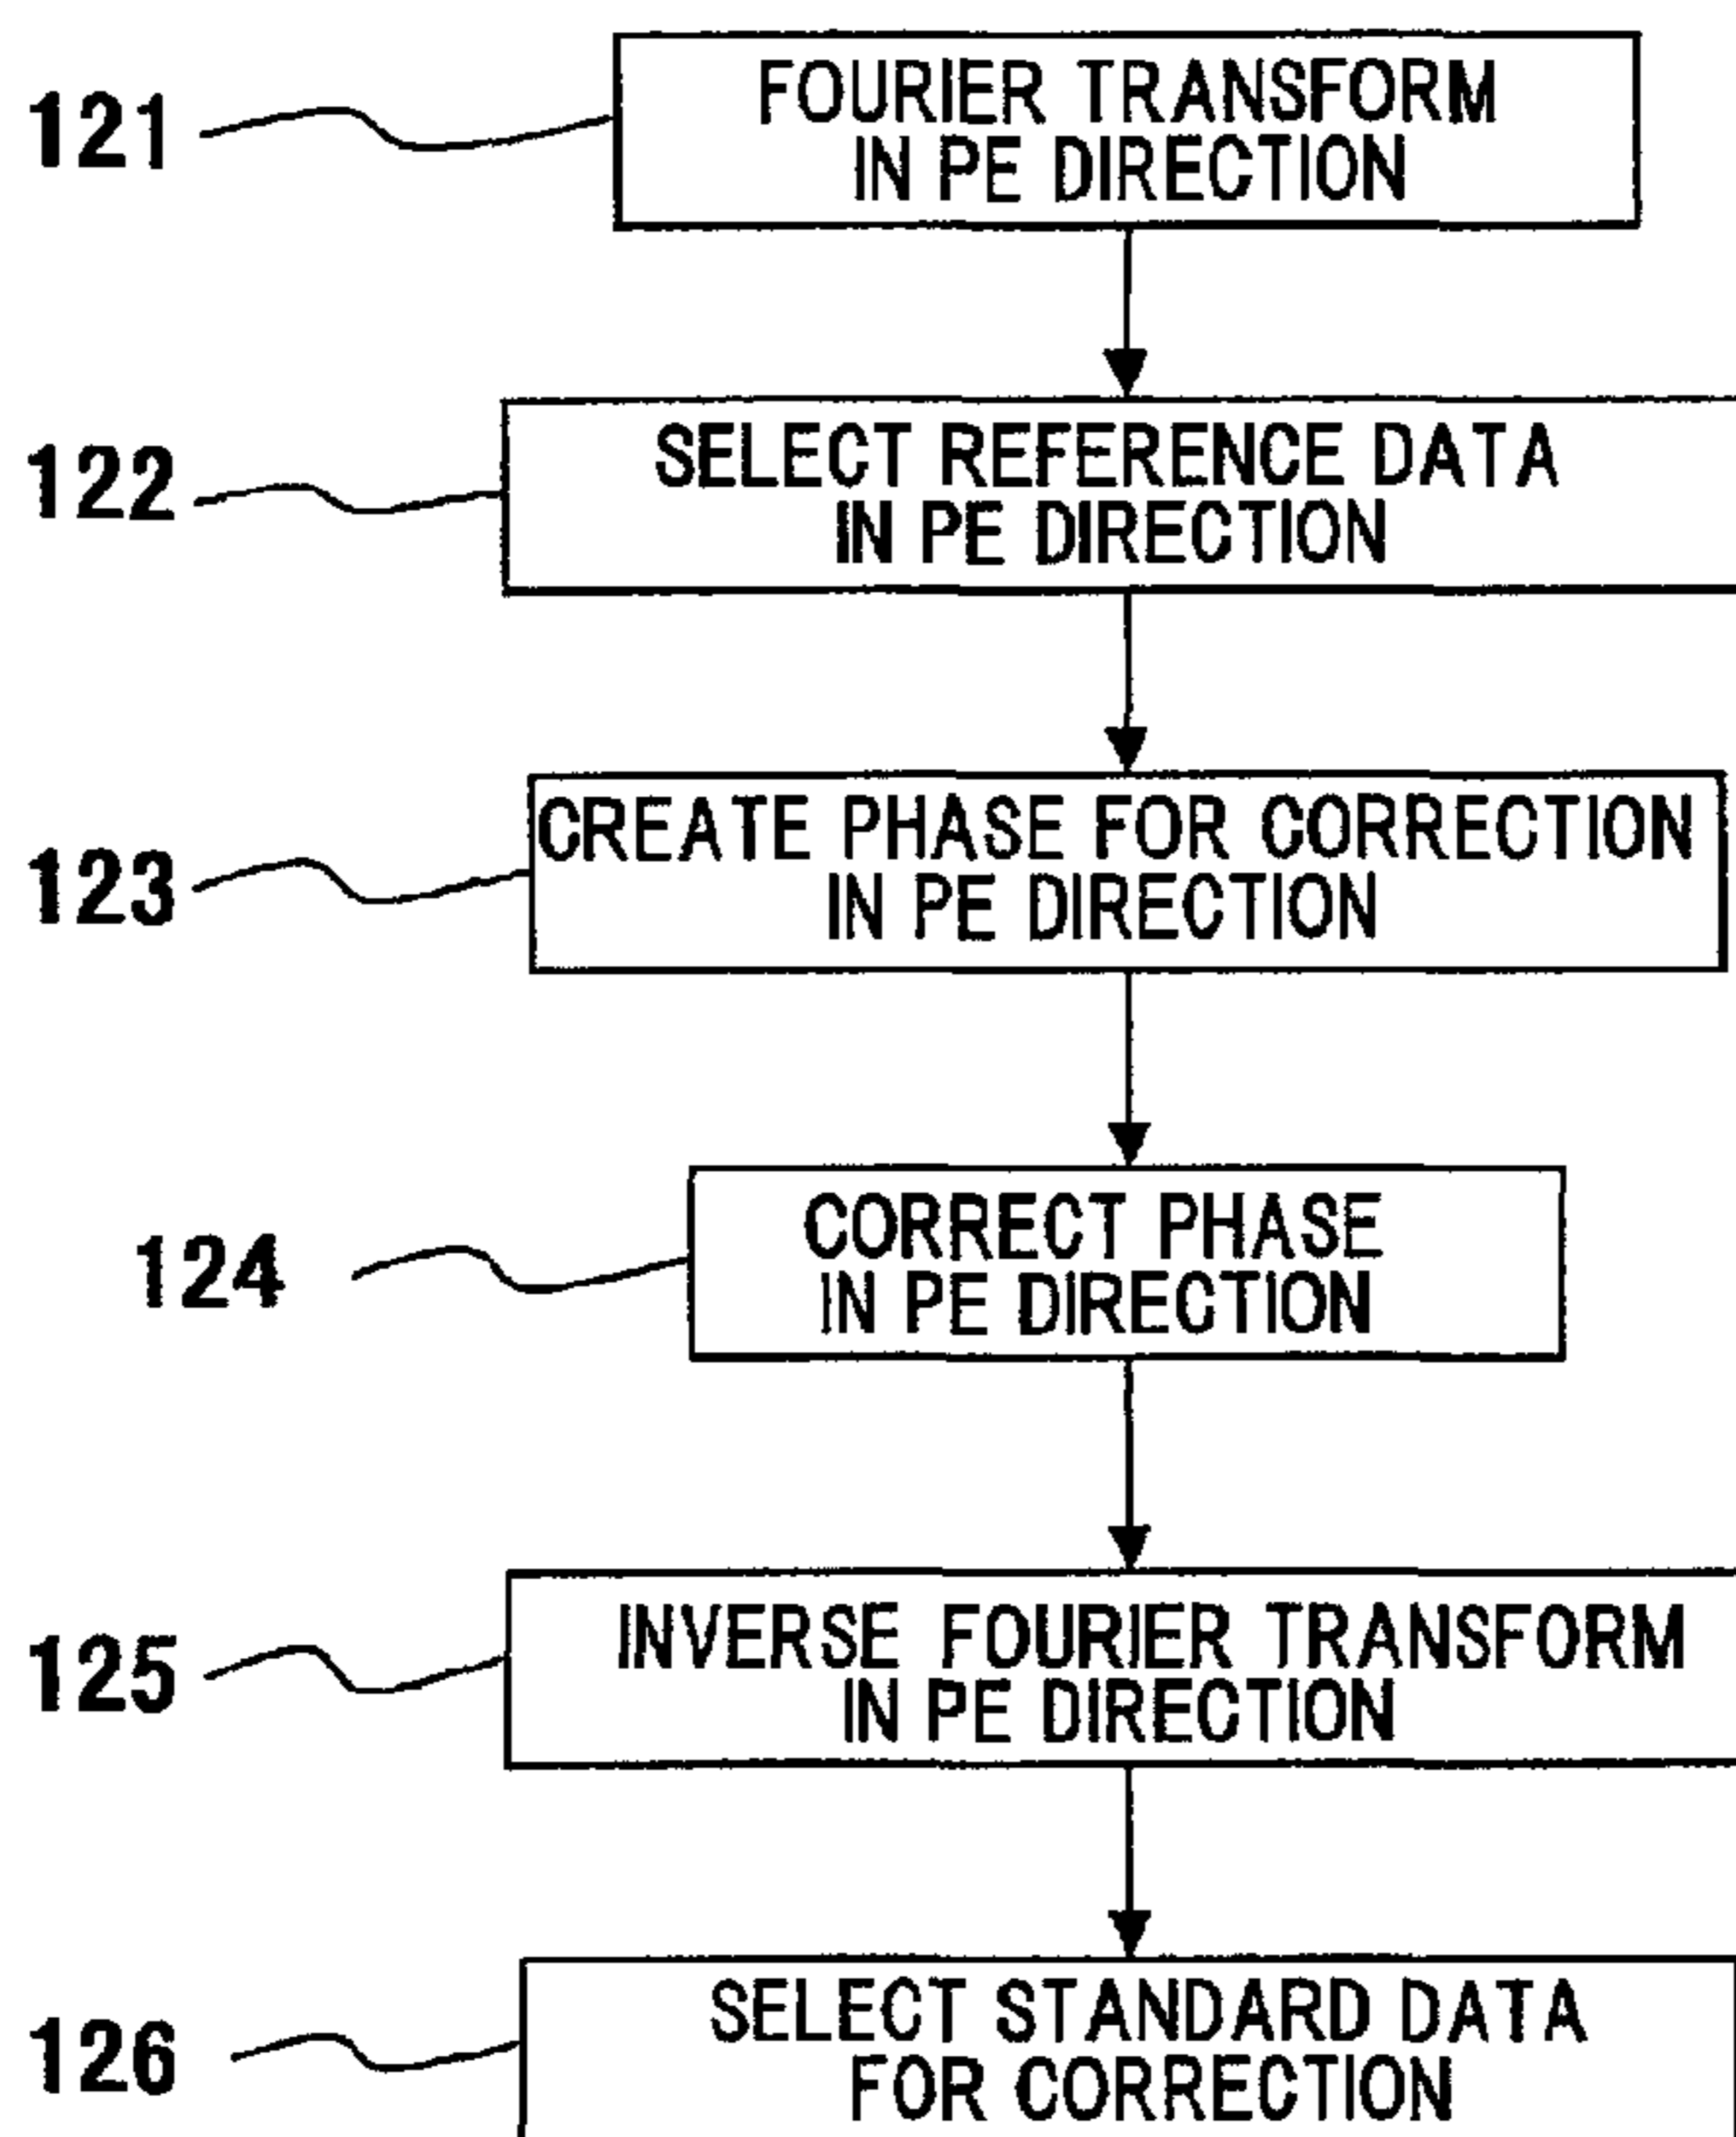 121
FOURIER TRANSFORM
IN PE DIRECTION
122
SELECT REFERENCE DATA
IN PE DIRECTION
123
CREATE PHASE FOR CORRECTION
IN PE DIRECTION
124
CORRECT PHASE
IN PE DIRECTION
125
INVERSE FOURIER TRANSFORM
IN PE DIRECTION
126
SELECT STANDARD DATA
FOR CORRECTION